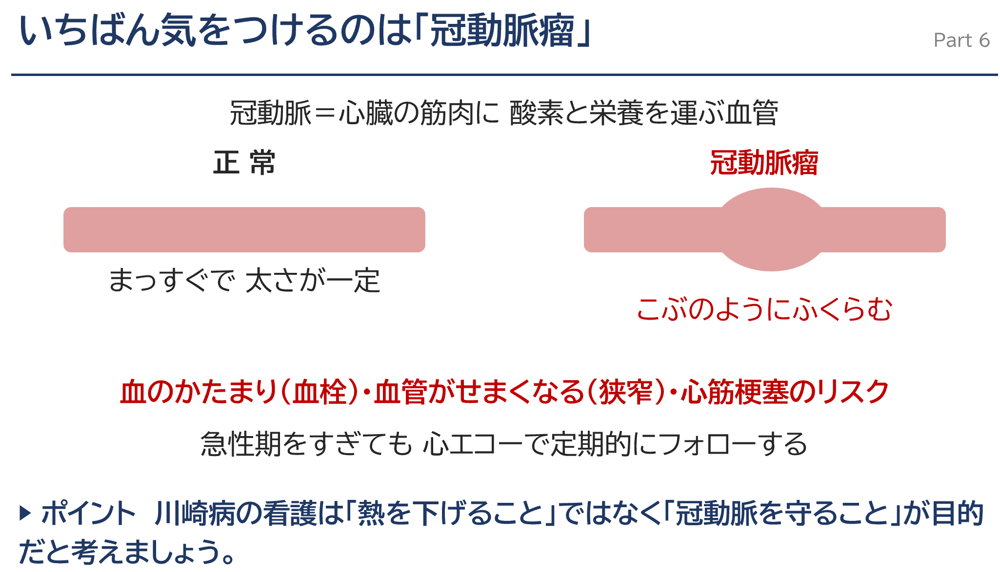 いちばん気をつけるのは「冠動脈瘤」
Part 6
冠動脈＝心臓の筋肉に 酸素と栄養を運ぶ血管
正 常
冠動脈瘤
まっすぐで 太さが一定
こぶのようにふくらむ
血のかたまり（血栓）・血管がせまくなる（狭窄）・心筋梗塞のリスク
急性期をすぎても 心エコーで定期的にフォローする
▶ ポイント　川崎病の看護は「熱を下げること」ではなく「冠動脈を守ること」が目的
だと考えましょう。